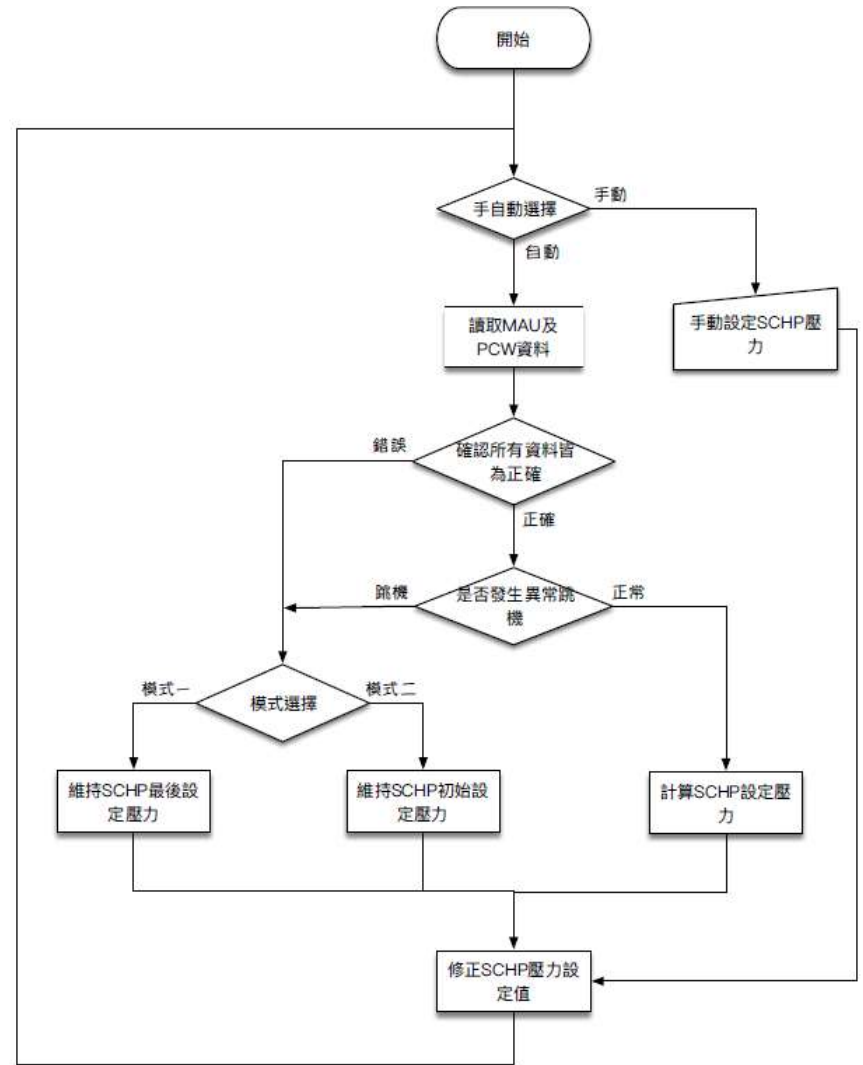 開始
手自動選擇
手動
自動
讀取MAU及
PCW資料
手動設定SCHP壓
力
錯誤
確認所有資料皆
為正確
正確
跳機
是否發生異常跳
機
正常
模式一
模式選擇
模式二
維持SCHP最後設
定壓力
維持SCHP初始設
定壓力
計算SCHP設定壓
力
修正SCHP壓力設
定值